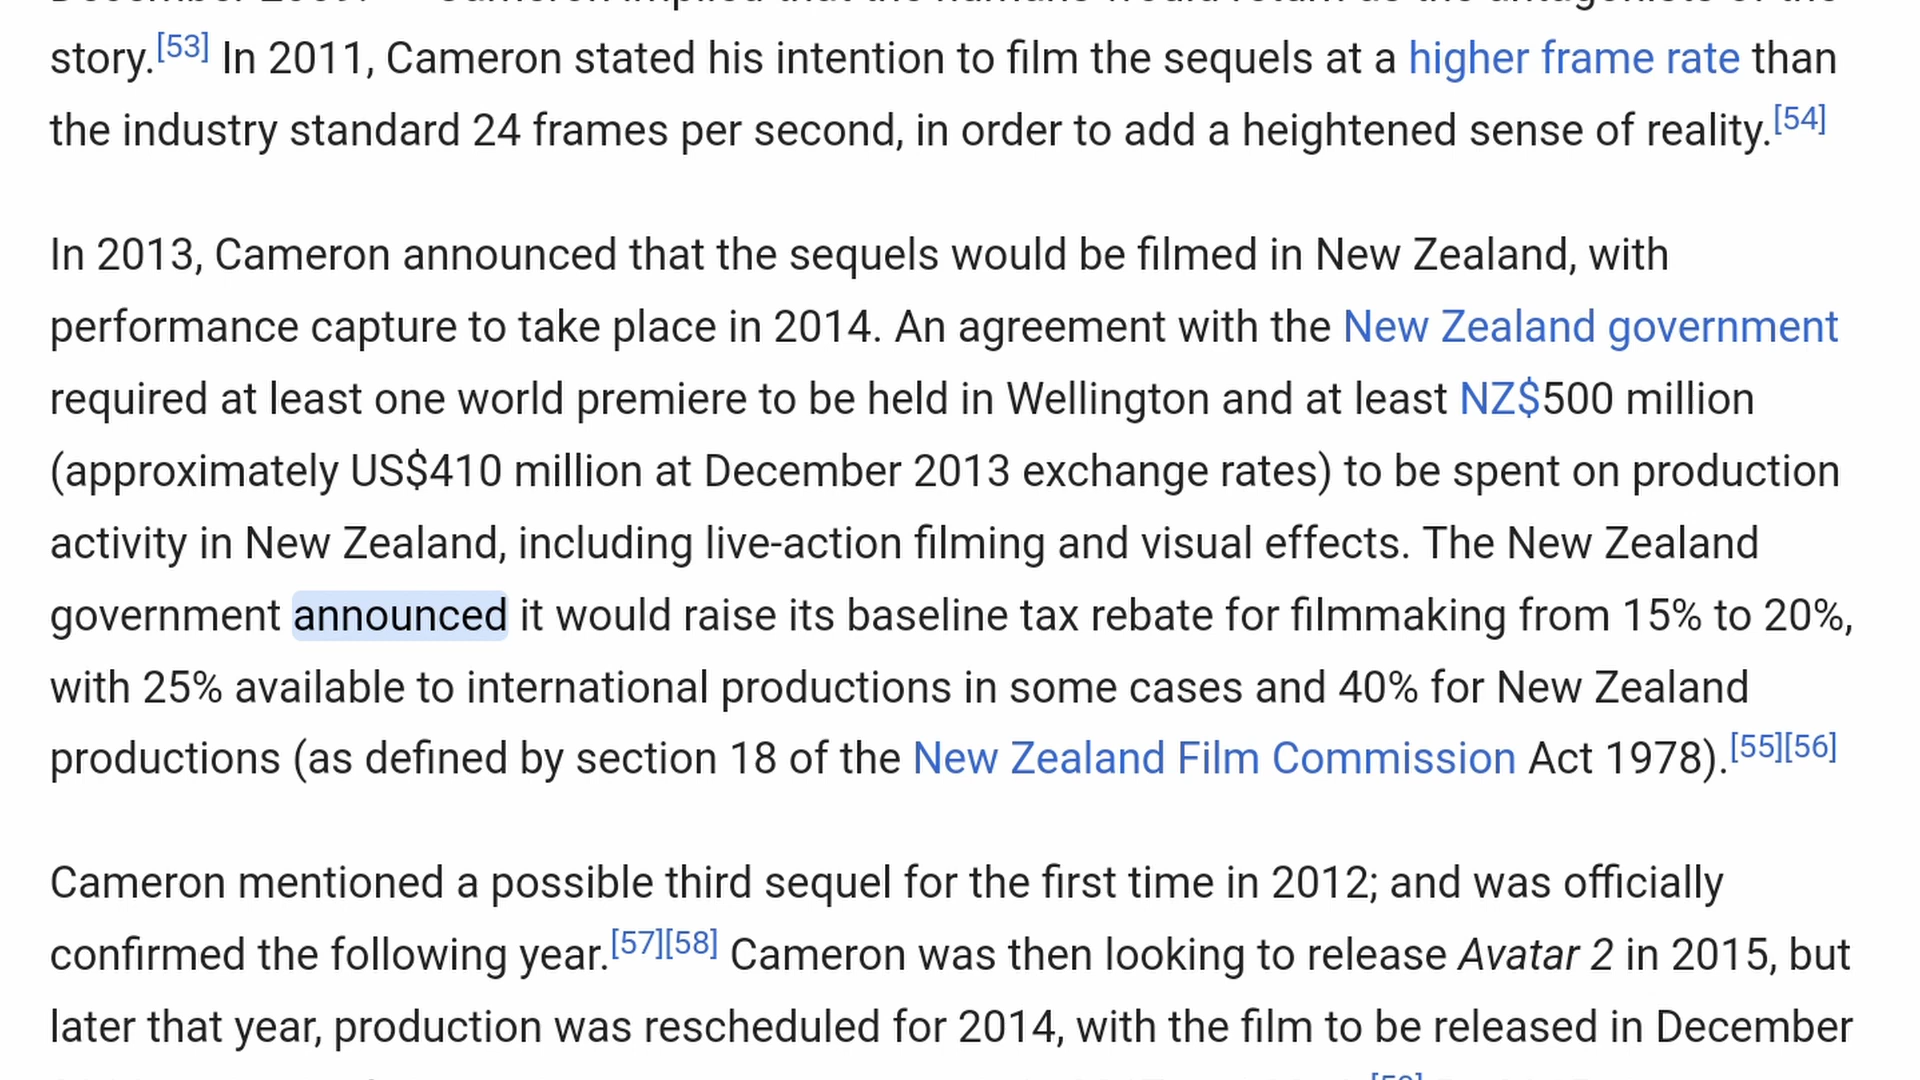 story.[53] In 2011, Cameron stated his intention to film the sequels at a higher frame rate than
the industry standard 24 frames per second, in order to add a heightened sense of reality.[54]
In 2013, Cameron announced that the sequels would be filmed in New Zealand, with
performance capture to take place in 2014. An agreement with the New Zealand government
required at least one world premiere to be held in Wellington and at least NZ$500 million
(approximately US$410 million at December 2013 exchange rates) to be spent on production
activity in New Zealand, including live-action filming and visual effects. The New Zealand
government announced it would raise its baseline tax rebate for filmmaking from 15% to 20%,
with 25% available to international productions in some cases and 40% for New Zealand
productions (as defined by section 18 of the New Zealand Film Commission Act 1978).[55][56]
Cameron mentioned a possible third sequel for the first time in 2012; and was officially
confirmed the following year.[57][58] Cameron was then looking to release Avatar 2 in 2015, but
later that year, production was rescheduled for 2014, with the film to be released in December